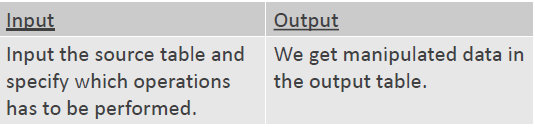 Input
Output
Input the source table and
specify which operations
has to be performed.
We get manipulated data in
the output table.